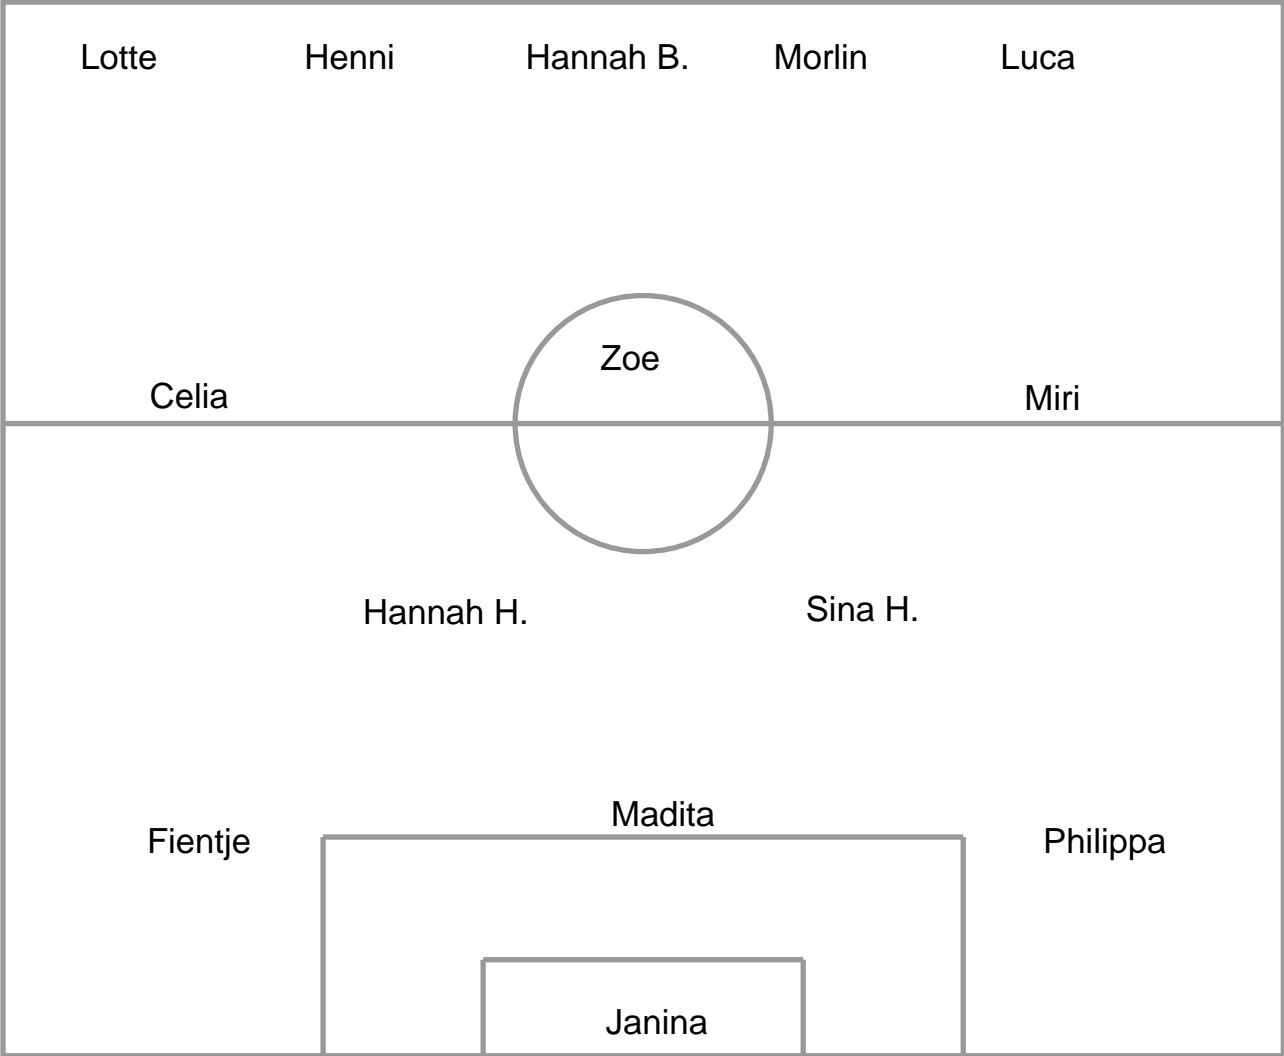 Lotte Henni Hannah B. Morlin Luca
Zoe
Celia Miri
Hannah H. Sina H.
Madita
Fientje Philippa
Janina